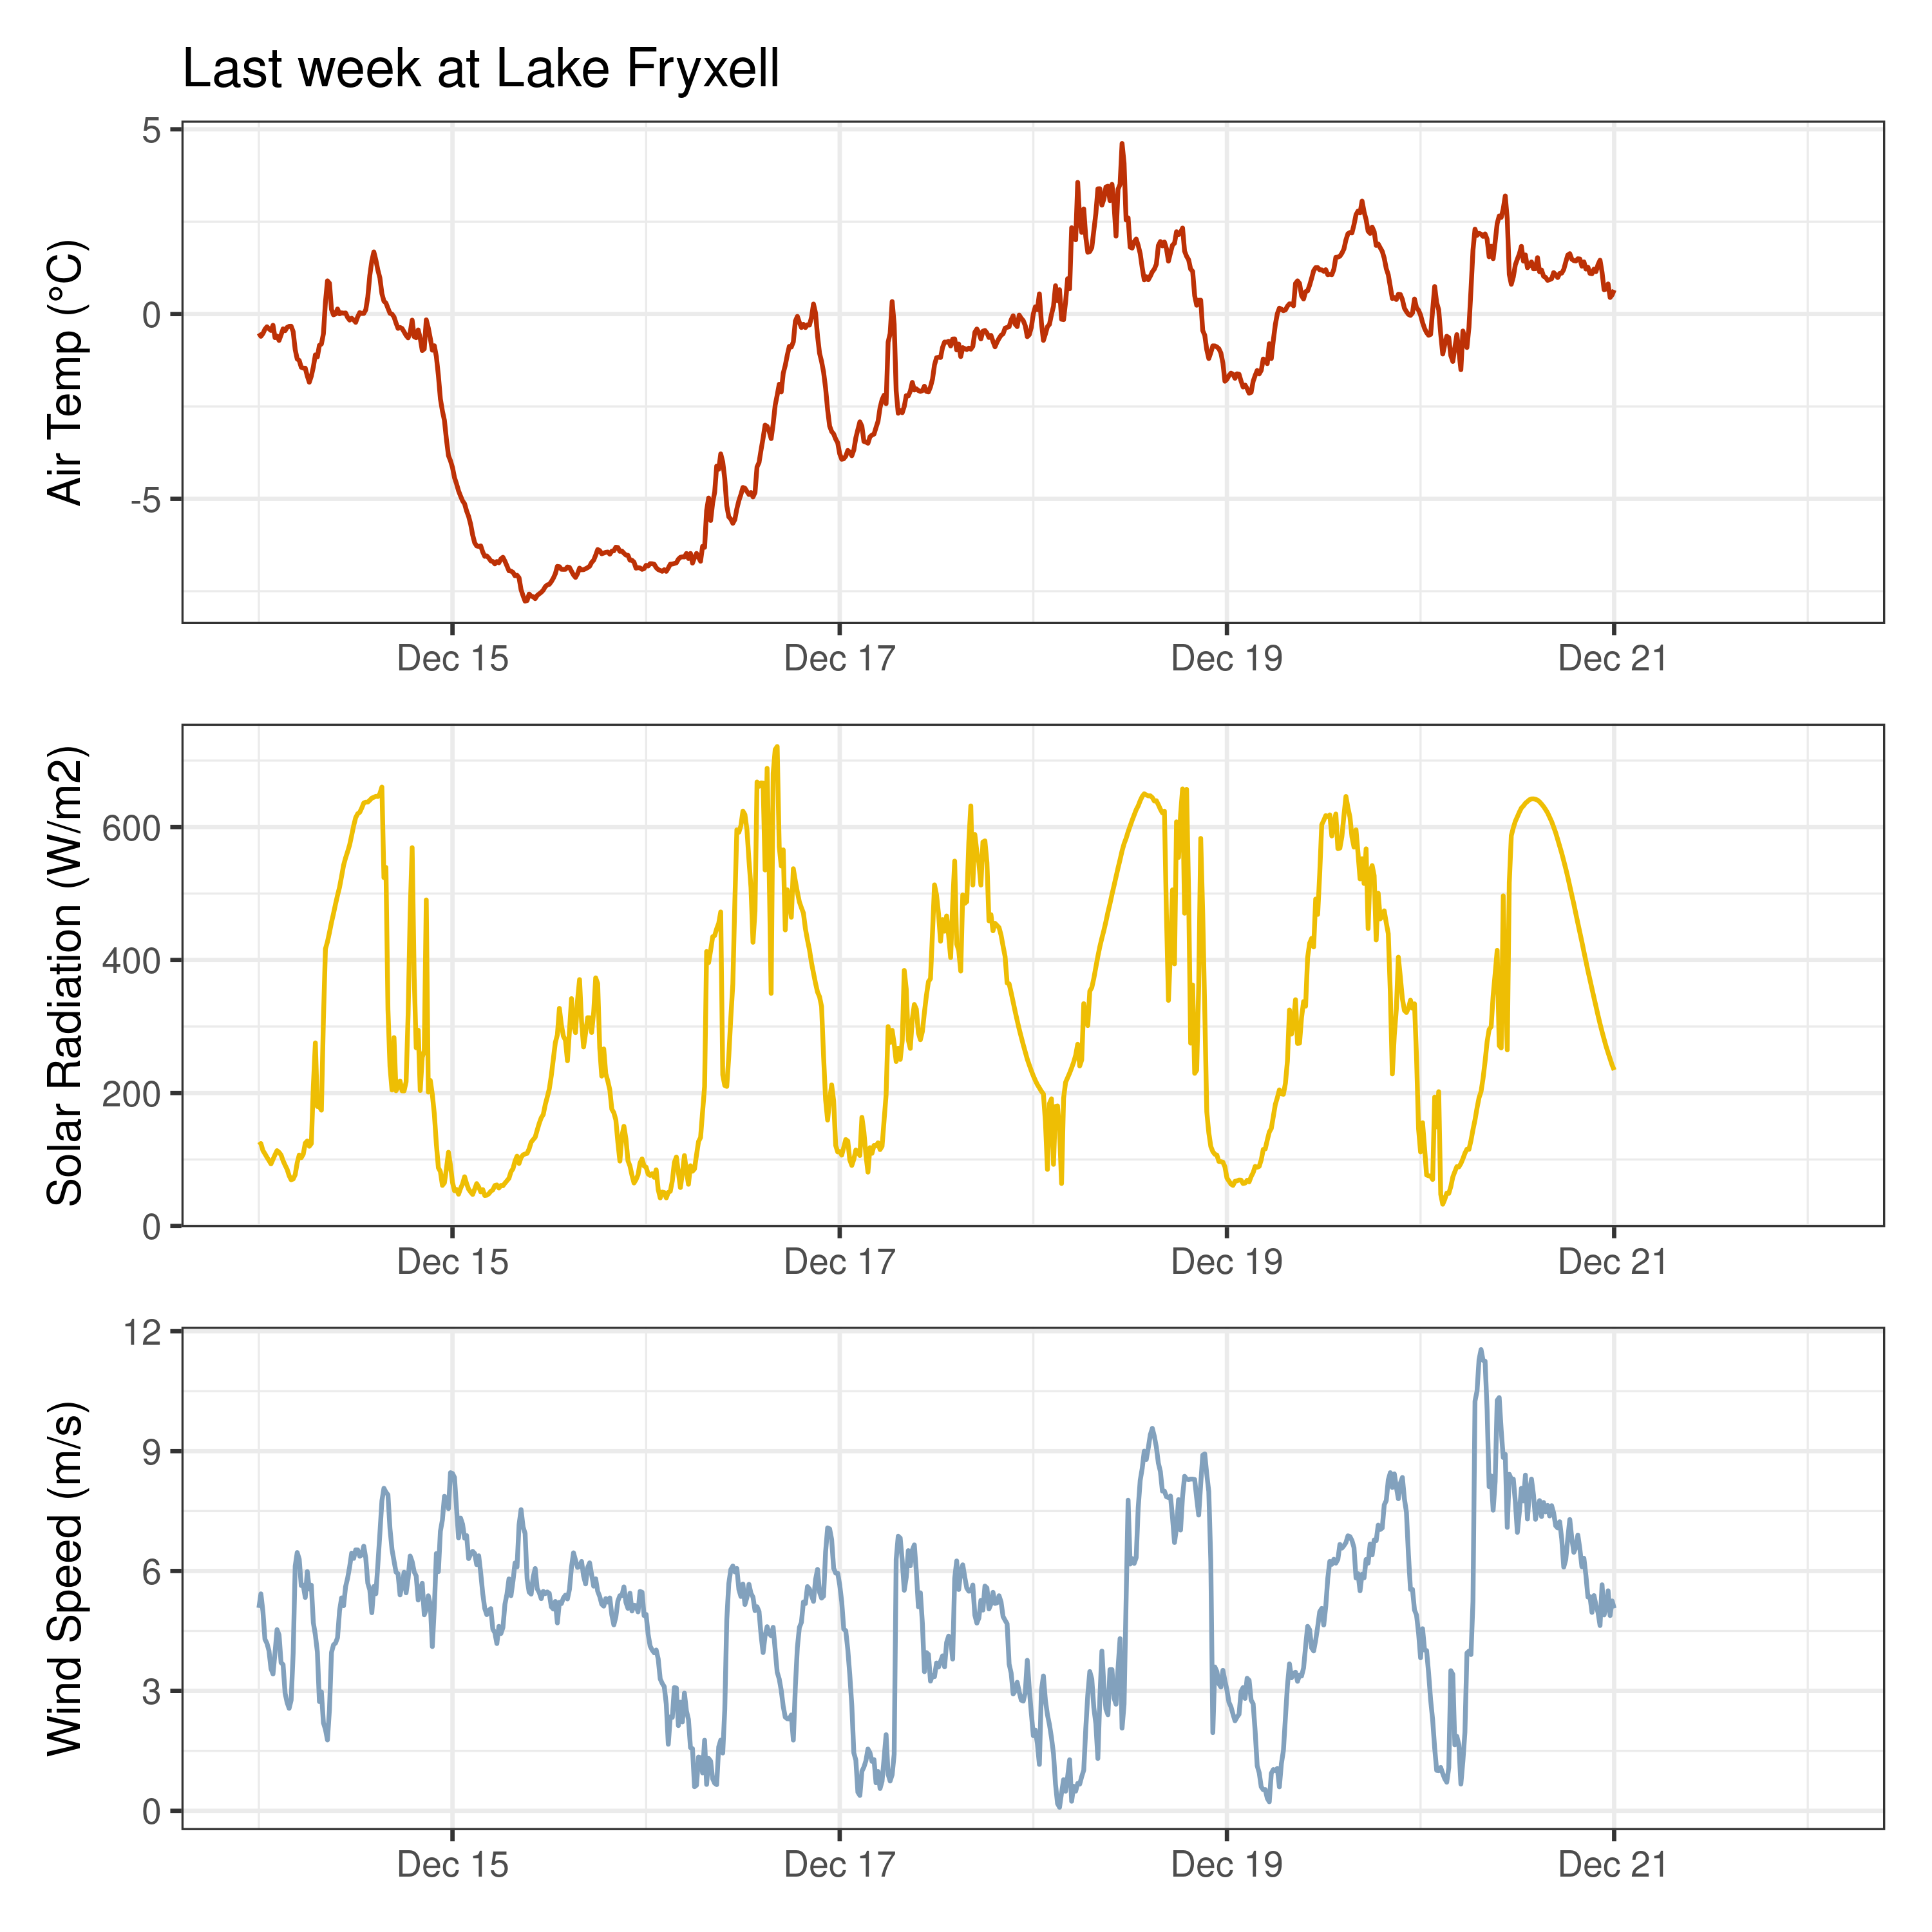 Last week at Lake Fryxell
Air Temp (°C)
5
0
-5
Dec 15 Dec 17 Dec 19 Dec 21
Solar Radiation (W/m2)
600
400
200
0
Dec 15 Dec 17 Dec 19 Dec 21
Wind Speed (m/s)
12
9
6
3
0
Dec 15 Dec 17 Dec 19 Dec 21